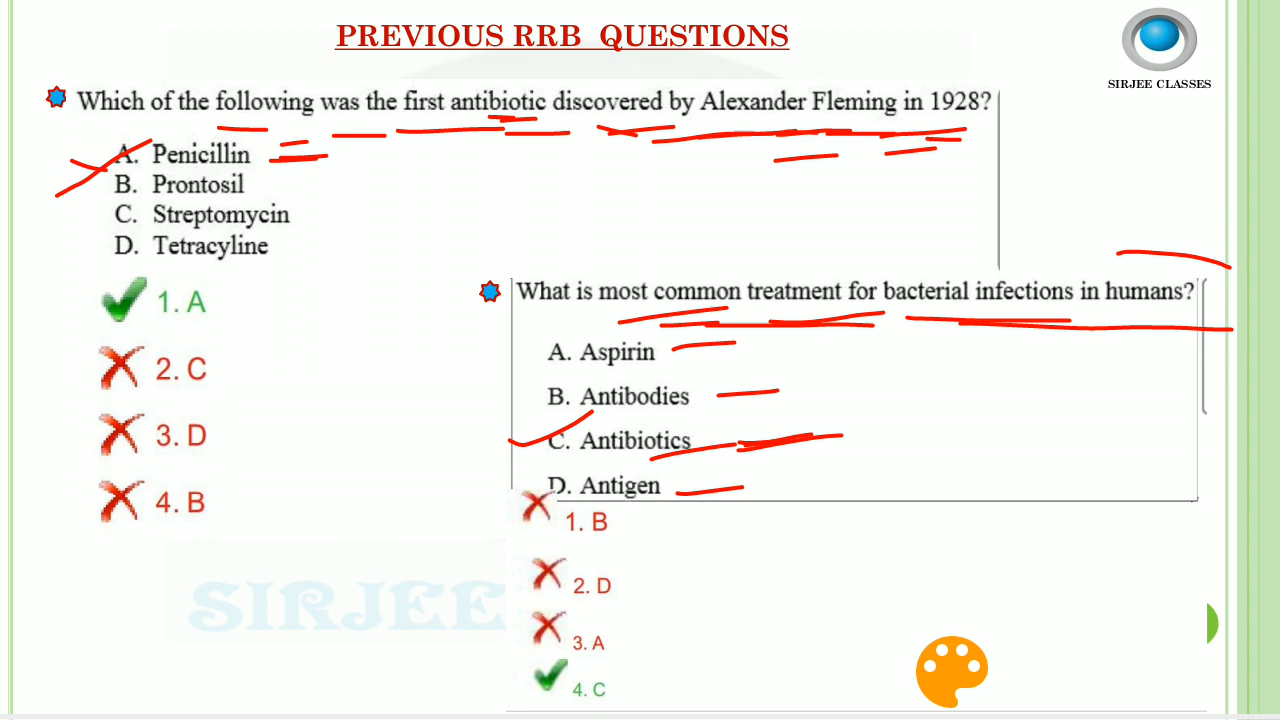 PREVIOUS RRB QUESTIONS
SIRJEE CLASSES
Which of the following was the first antibiotic discovered by Alexander Fleming in 1928?
A. Penicillin
B. Prontosil
C. Streptomycin
D. Tetracyline
1. A
2. C
3. D
4. B
What is most common treatment for bacterial infections in humans?
A. Aspirin
B. Antibodies
C. Antibiotics
D. Antigen
1. B
2. D
3. A
4. C
SIRJEE